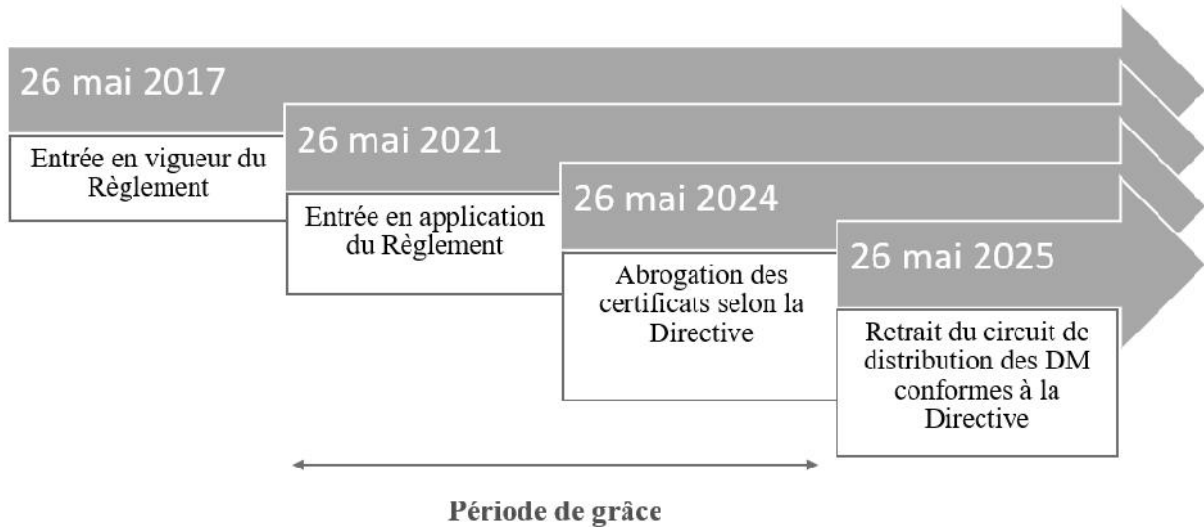 26 mai 2017
Entrée en vigueur du
Règlement
26 mai 2021
Entrée en application
du Règlement
26 mai 2024
Abrogation des
certificats selon la
Directive
26 mai 2025
Retrait du circuit de
distribution des DM
conformes à la
Directive
Période de grâce